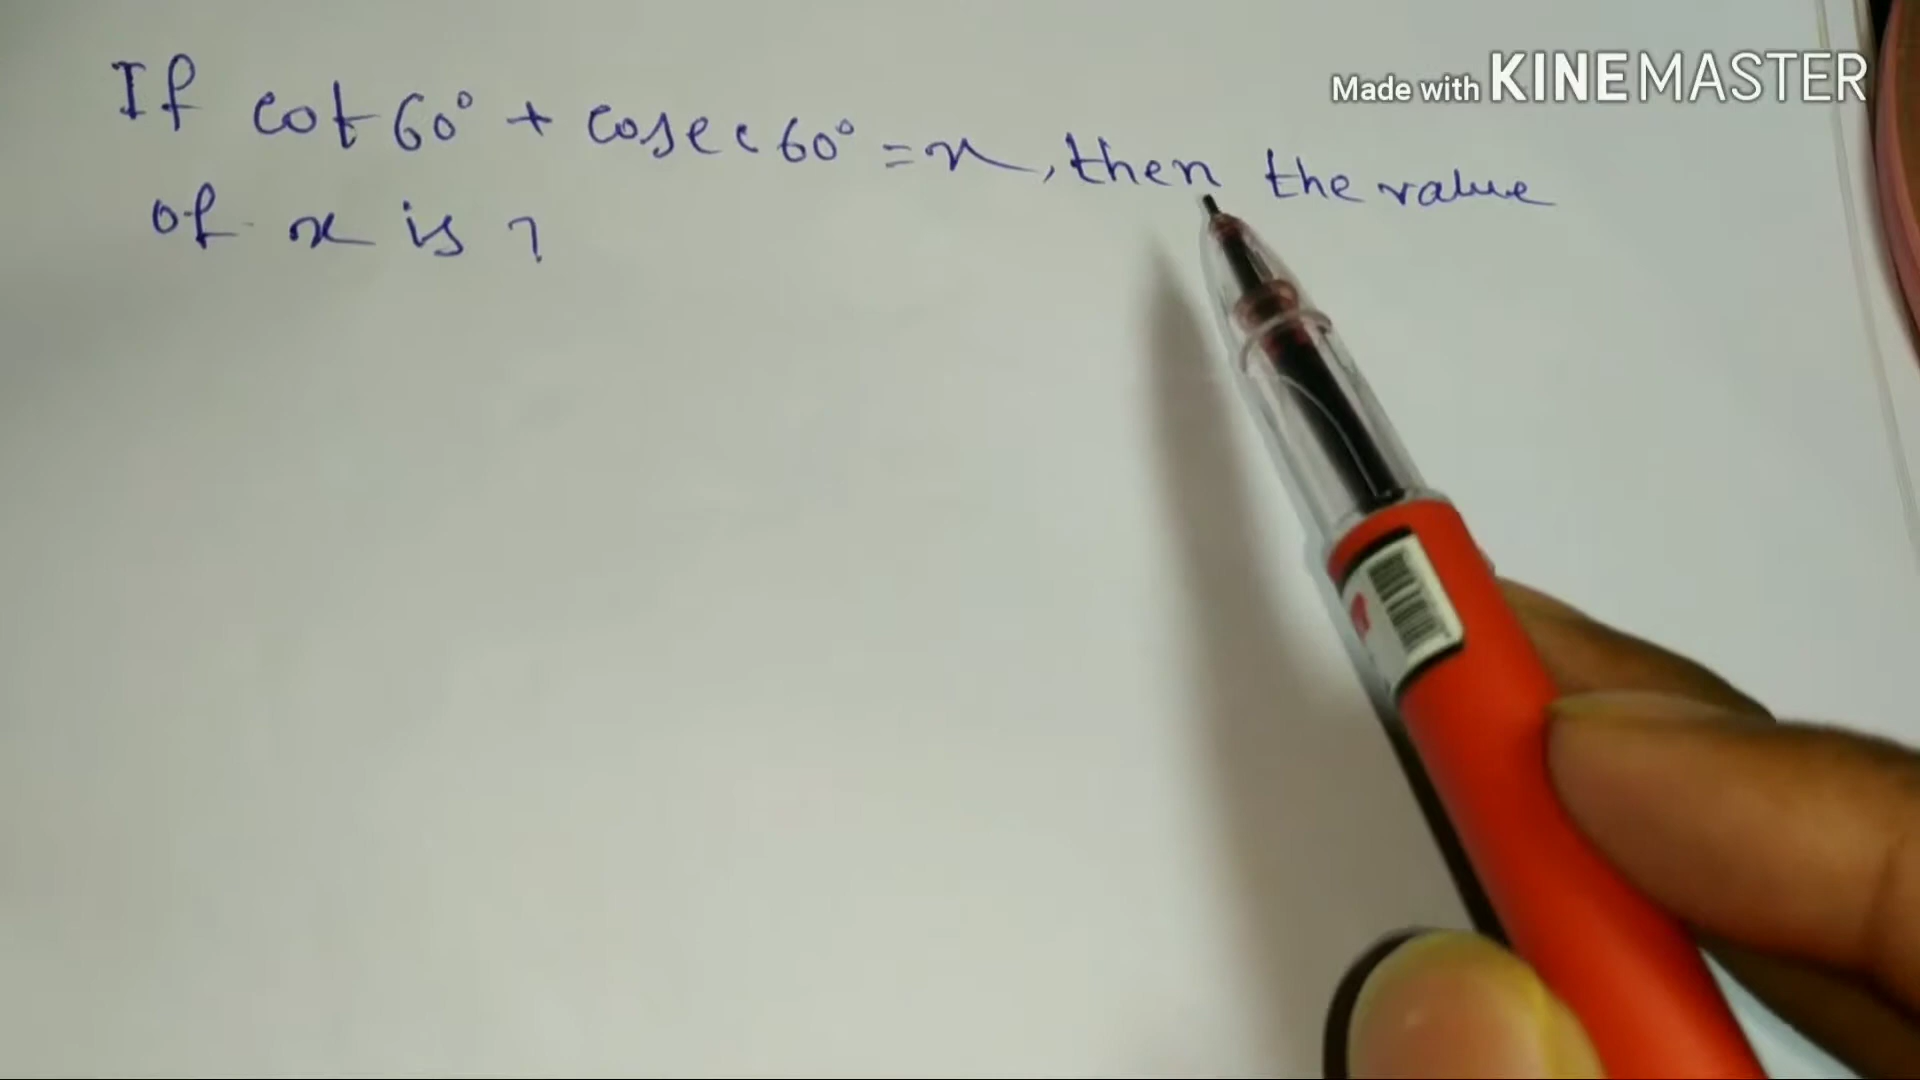 Made with KINEMASTER
If cot 60° + cosec 60° = x, then the value
of x is ?